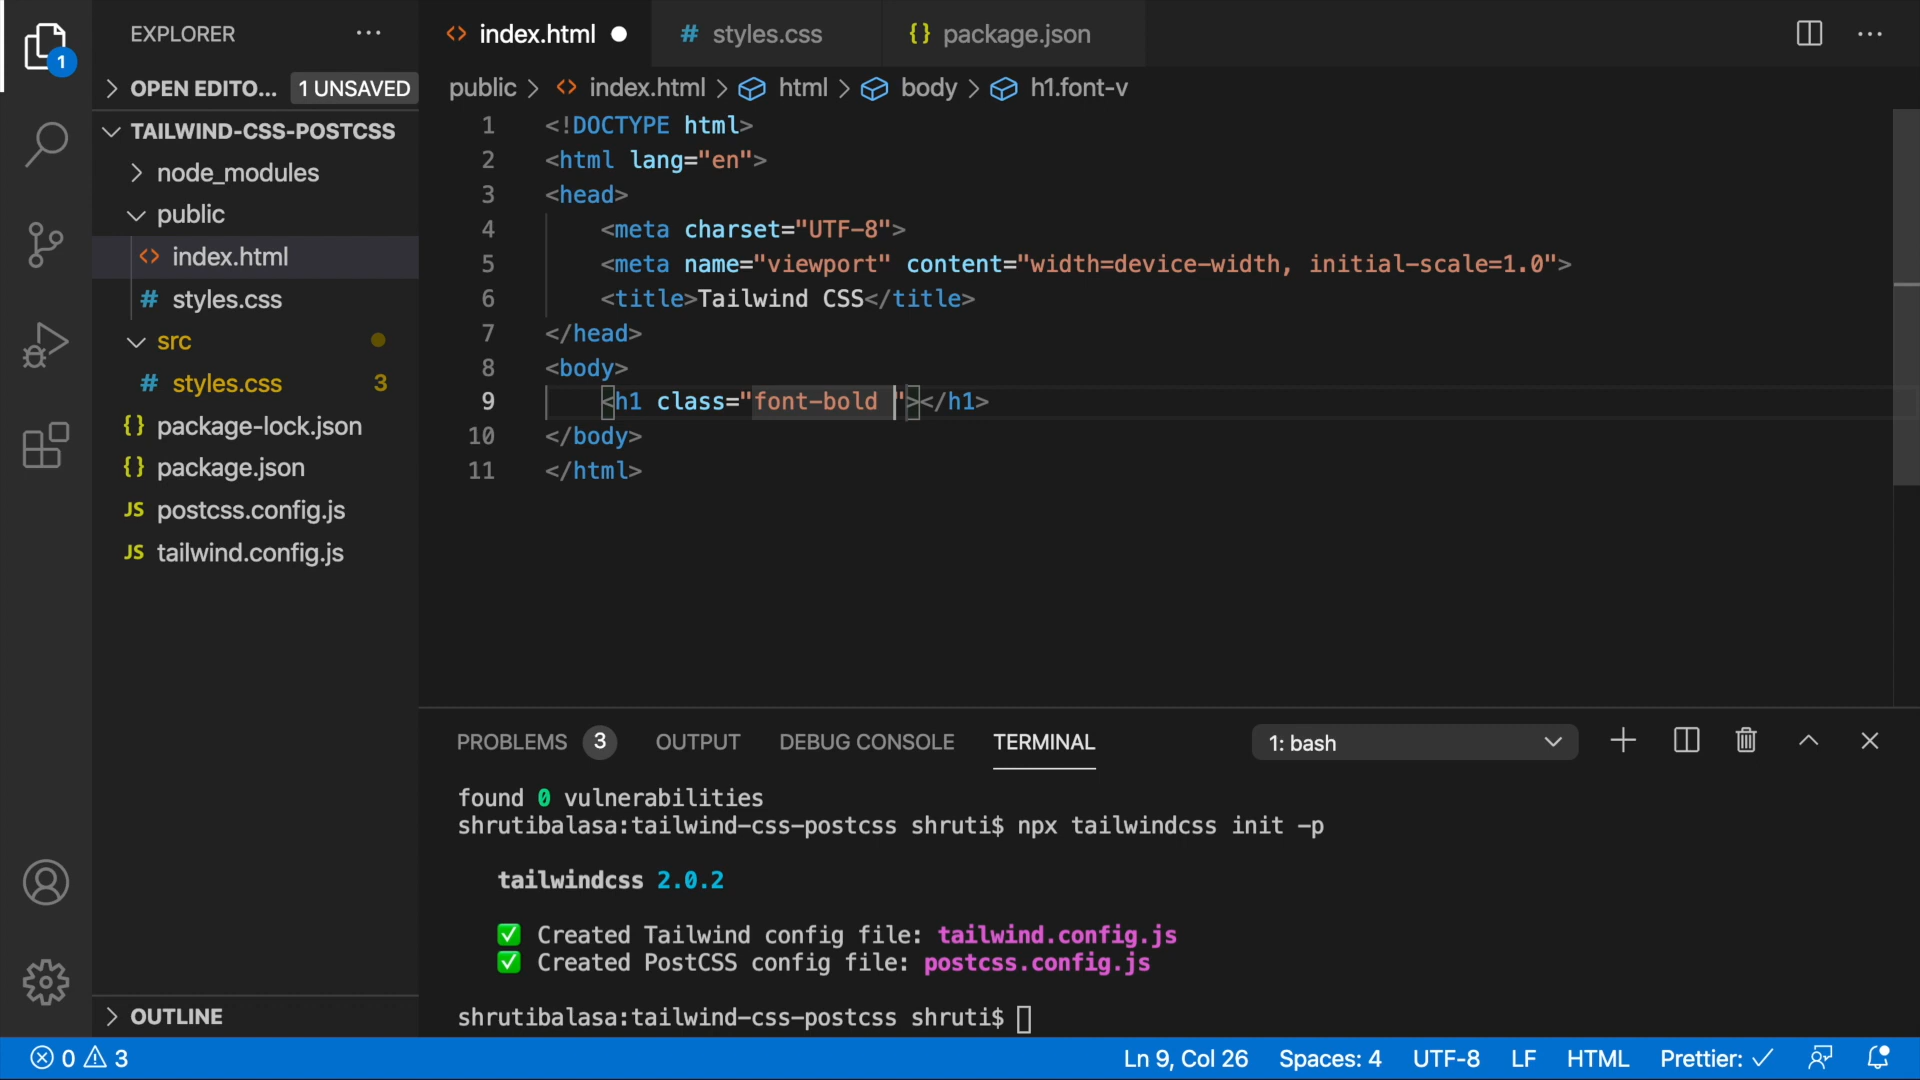 EXPLORER
1
OPEN EDITO... 1 UNSAVED
TAILWIND-CSS-POSTCSS
node_modules
public
index.html
styles.css
src
styles.css 3
package-lock.json
package.json
postcss.config.js
tailwind.config.js
OUTLINE
index.html
styles.css
package.json
public > index.html > html > body > h1.font-v
1 <!DOCTYPE html>
2 <html lang="en">
3 <head>
4 <meta charset="UTF-8">
5 <meta name="viewport" content="width=device-width, initial-scale=1.0">
6 <title>Tailwind CSS</title>
7 </head>
8 <body>
9 <h1 class="font-bold "></h1>
10 </body>
11 </html>
PROBLEMS 3 OUTPUT DEBUG CONSOLE TERMINAL 1: bash
found 0 vulnerabilities
shrutibalasa:tailwind-css-postcss shruti$ npx tailwindcss init -p
tailwindcss 2.0.2
✅ Created Tailwind config file: tailwind.config.js
✅ Created PostCSS config file: postcss.config.js
shrutibalasa:tailwind-css-postcss shruti$
0 3 Ln 9, Col 26 Spaces: 4 UTF-8 LF HTML Prettier: ✓